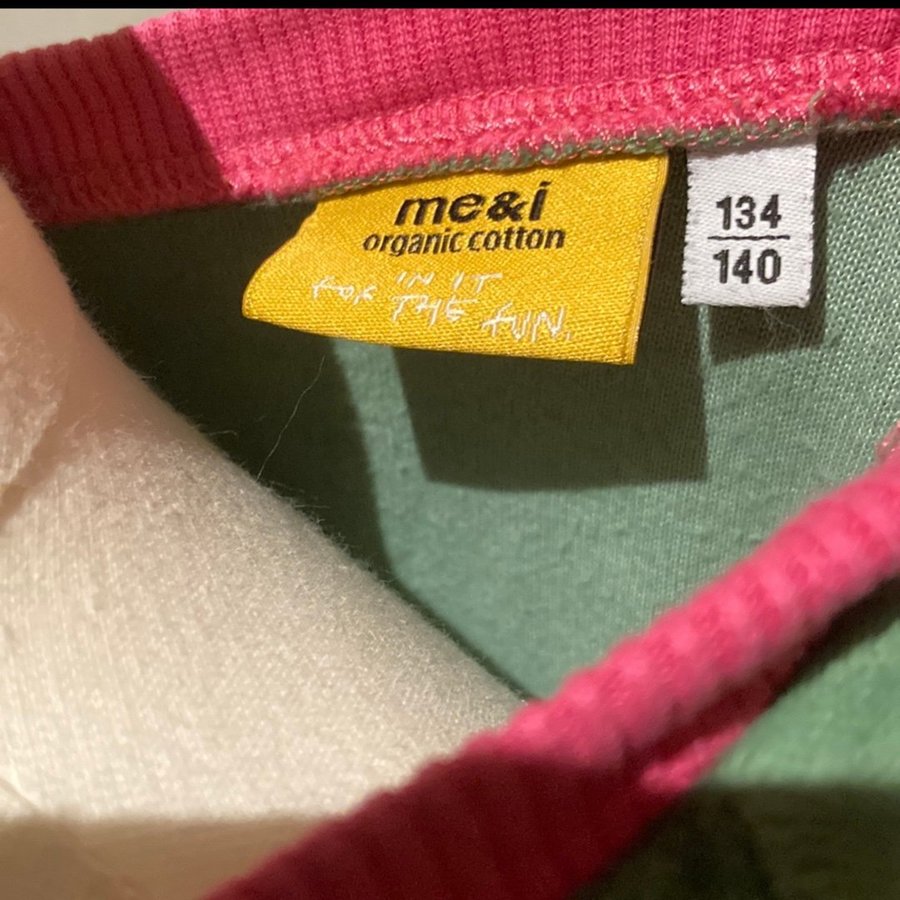 me&i
organic cotton
for IN IT
THE FUN.
134
140